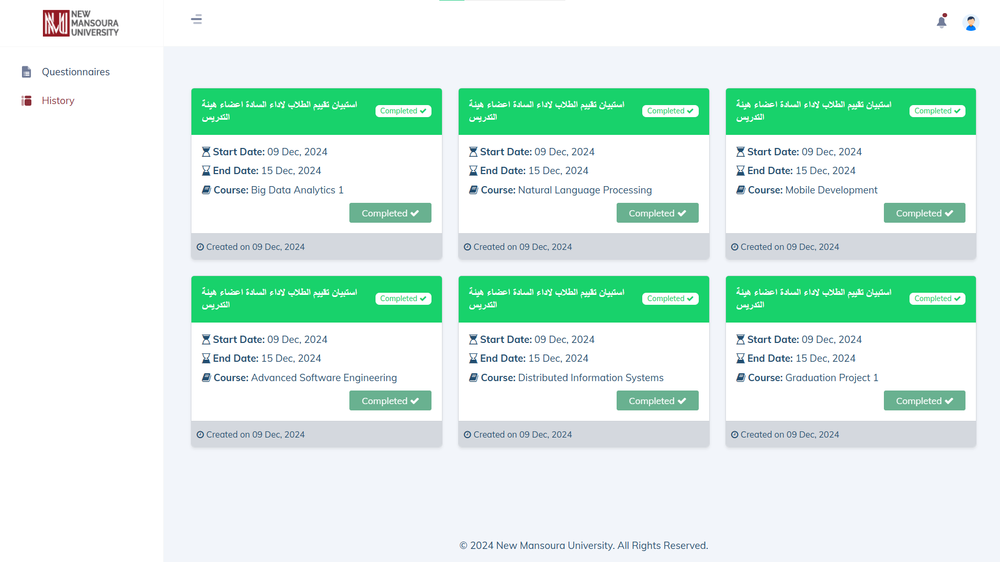 NEW
MANSOURA
UNIVERSITY
Questionnaires
History
استبيان تقييم الطلاب لاداء السادة اعضاء هيئة
التدريس
Completed
Start Date: 09 Dec, 2024
End Date: 15 Dec, 2024
Course: Big Data Analytics 1
Completed
Created on 09 Dec, 2024
استبيان تقييم الطلاب لاداء السادة اعضاء هيئة
التدريس
Completed
Start Date: 09 Dec, 2024
End Date: 15 Dec, 2024
Course: Natural Language Processing
Completed
Created on 09 Dec, 2024
استبيان تقييم الطلاب لاداء السادة اعضاء هيئة
التدريس
Completed
Start Date: 09 Dec, 2024
End Date: 15 Dec, 2024
Course: Mobile Development
Completed
Created on 09 Dec, 2024
استبيان تقييم الطلاب لاداء السادة اعضاء هيئة
التدريس
Completed
Start Date: 09 Dec, 2024
End Date: 15 Dec, 2024
Course: Advanced Software Engineering
Completed
Created on 09 Dec, 2024
استبيان تقييم الطلاب لاداء السادة اعضاء هيئة
التدريس
Completed
Start Date: 09 Dec, 2024
End Date: 15 Dec, 2024
Course: Distributed Information Systems
Completed
Created on 09 Dec, 2024
استبيان تقييم الطلاب لاداء السادة اعضاء هيئة
التدريس
Completed
Start Date: 09 Dec, 2024
End Date: 15 Dec, 2024
Course: Graduation Project 1
Completed
Created on 09 Dec, 2024
© 2024 New Mansoura University. All Rights Reserved.